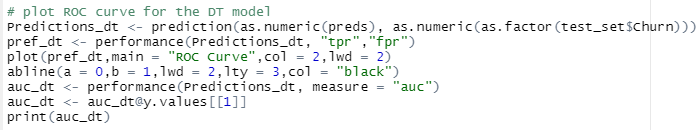 # plot ROC curve for the DT model
Predictions_dt <- prediction(as.numeric(preds), as.numeric(as.factor(test_set$Churn)))
pref_dt <- performance(Predictions_dt, "tpr","fpr")
plot(pref_dt,main = "ROC Curve",col = 2,lwd = 2)
abline(a = 0,b = 1,lwd = 2,lty = 3,col = "black")
auc_dt <- performance(Predictions_dt, measure = "auc")
auc_dt <- auc_dt@y.values[[1]]
print(auc_dt)